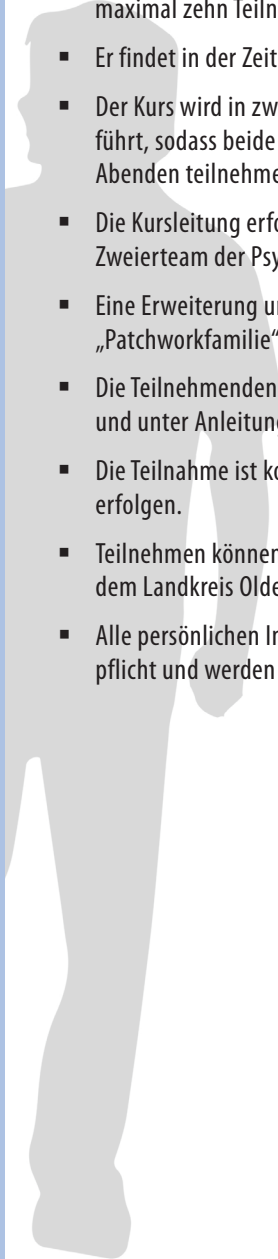 maximal zehn Teiln
▪ Er findet in der Zeit
▪ Der Kurs wird in zw
führt, sodass beide
Abenden teilnehme
▪ Die Kursleitung erfo
Zweierteam der Psy
▪ Eine Erweiterung u
„Patchworkfamilie“
▪ Die Teilnehmenden
und unter Anleitung
▪ Die Teilnahme ist ko
erfolgen.
▪ Teilnehmen können
dem Landkreis Olde
▪ Alle persönlichen In
pflicht und werden